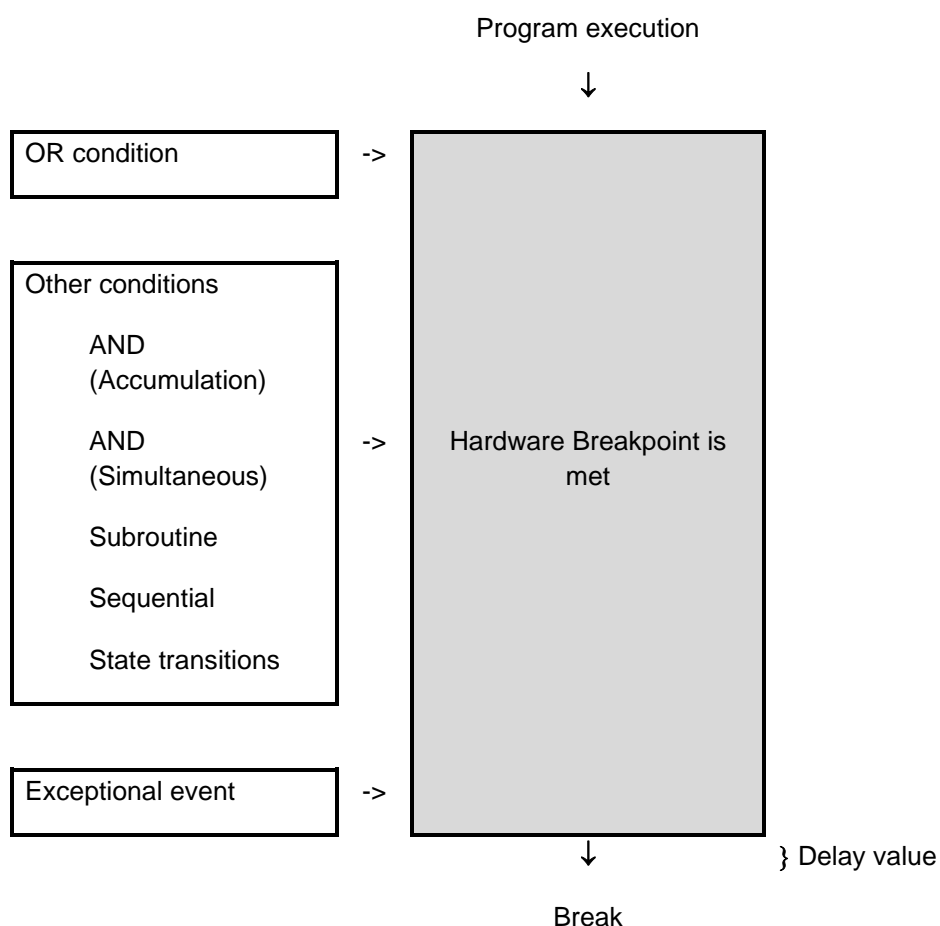 Program execution
↓
OR condition ->
Other conditions
AND
(Accumulation)
AND
(Simultaneous)
Subroutine
Sequential
State transitions
->
Hardware Breakpoint is
met
Exceptional event ->
↓
} Delay value
Break